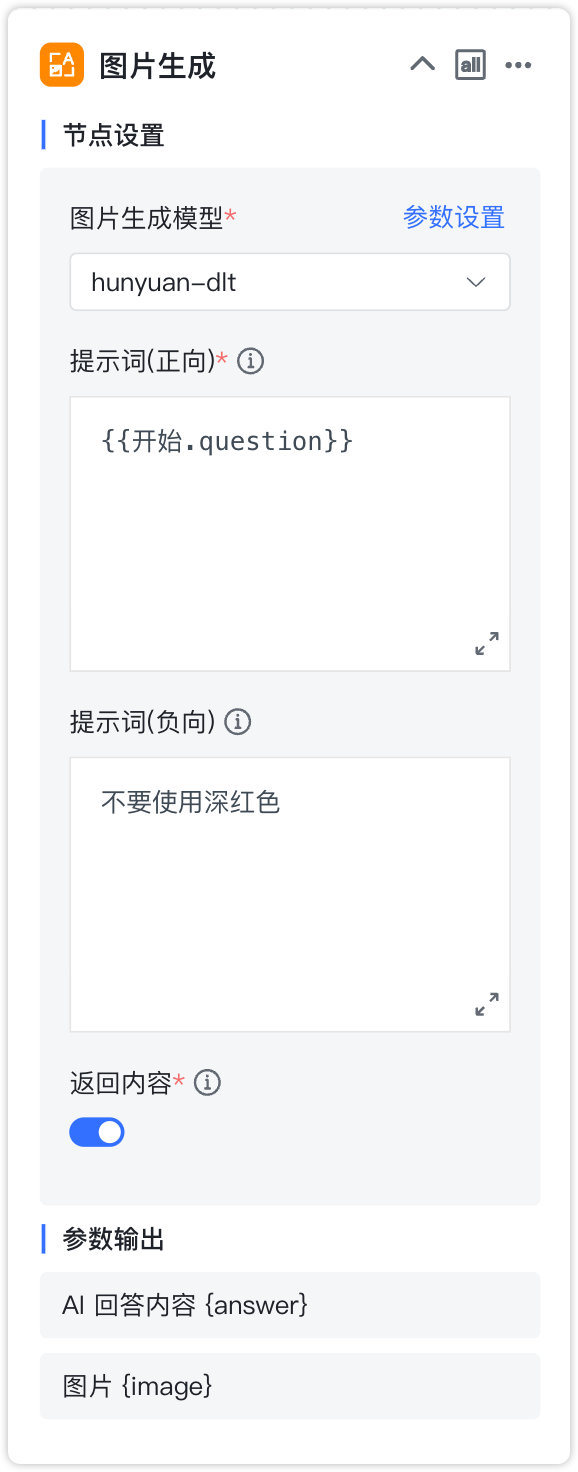 图片生成
all
节点设置
图片生成模型*
参数设置
hunyuan-dlt
提示词(正向)*
{{开始.question}}
提示词(负向)
不要使用深红色
返回内容*
参数输出
AI 回答内容 {answer}
图片 {image}